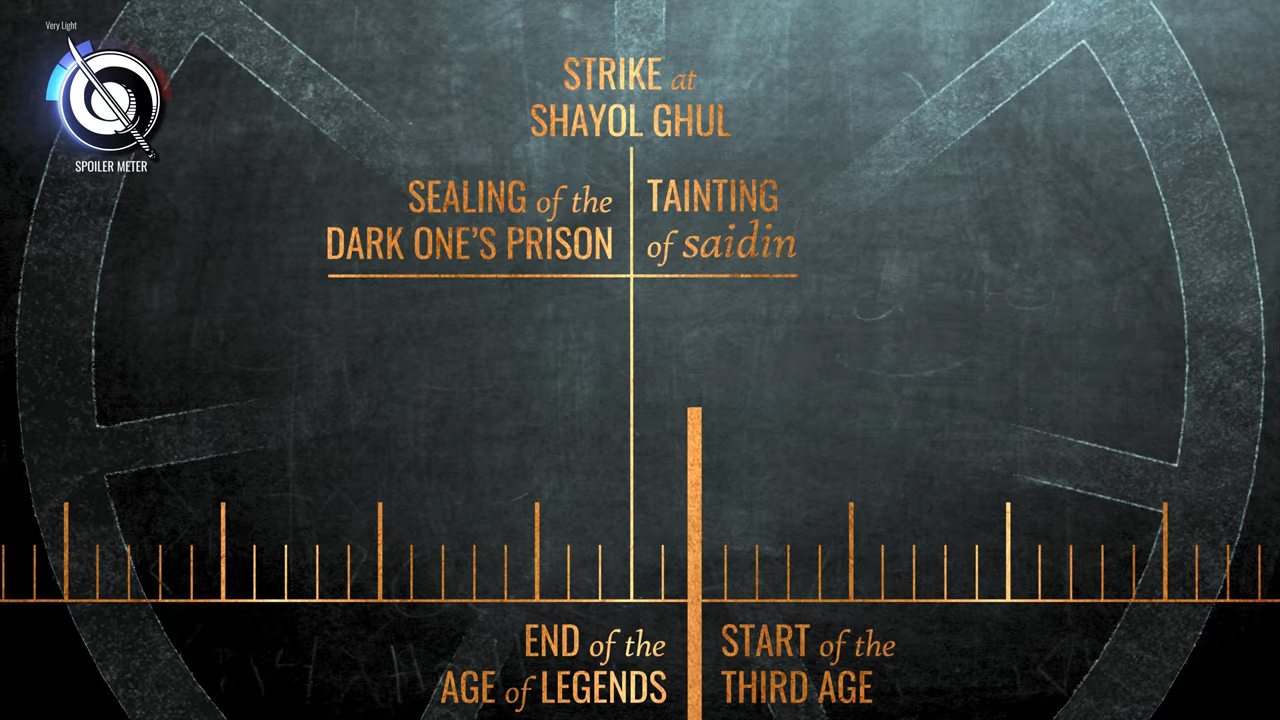 Very Light
SPOILER METER
STRIKE at
SHAYOL GHUL
SEALING of the
DARK ONE'S PRISON
TAINTING
of saidin
END of the
AGE of LEGENDS
START of the
THIRD AGE